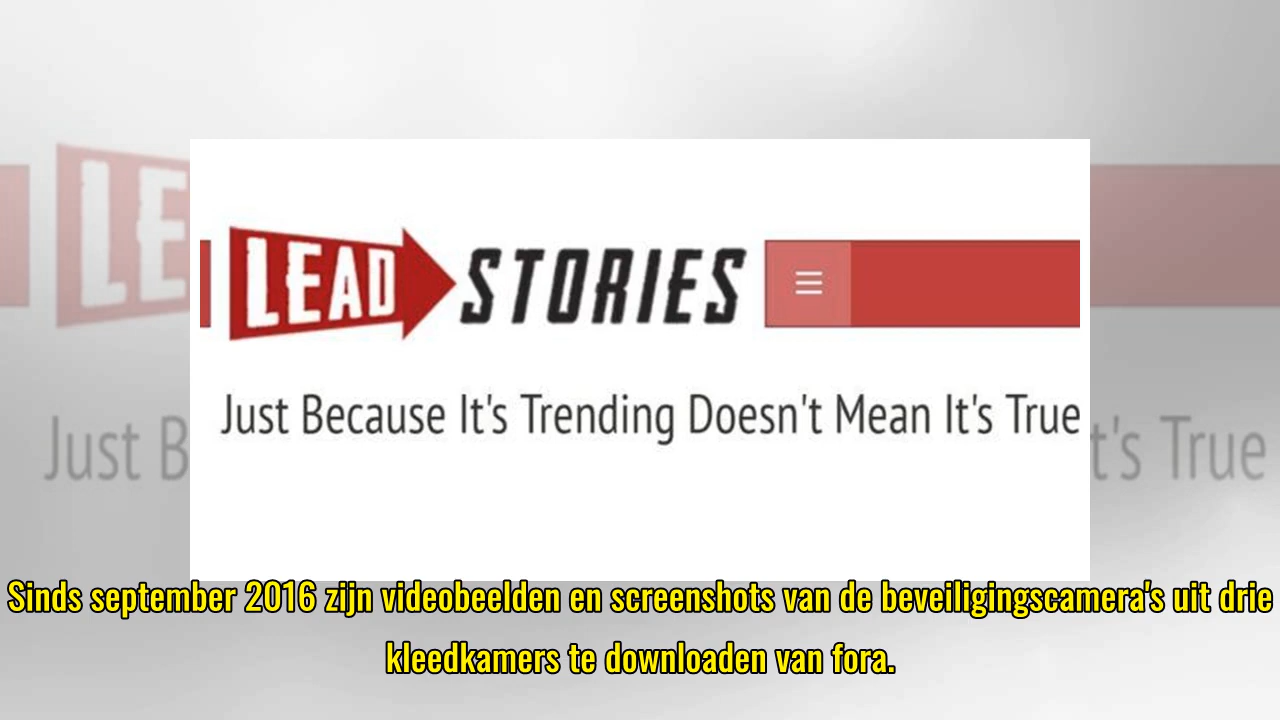 LEAD STORIES
Just Because It's Trending Doesn't Mean It's True
Sinds september 2016 zijn videobeelden en screenshots van de beveiligingscamera's uit drie
kleedkamers te downloaden van fora.